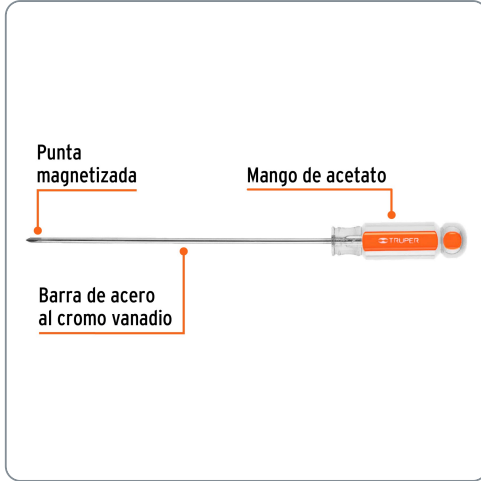 Punta
magnetizada
Mango de acetato
TRUPER
Barra de acero
al cromo vanadio